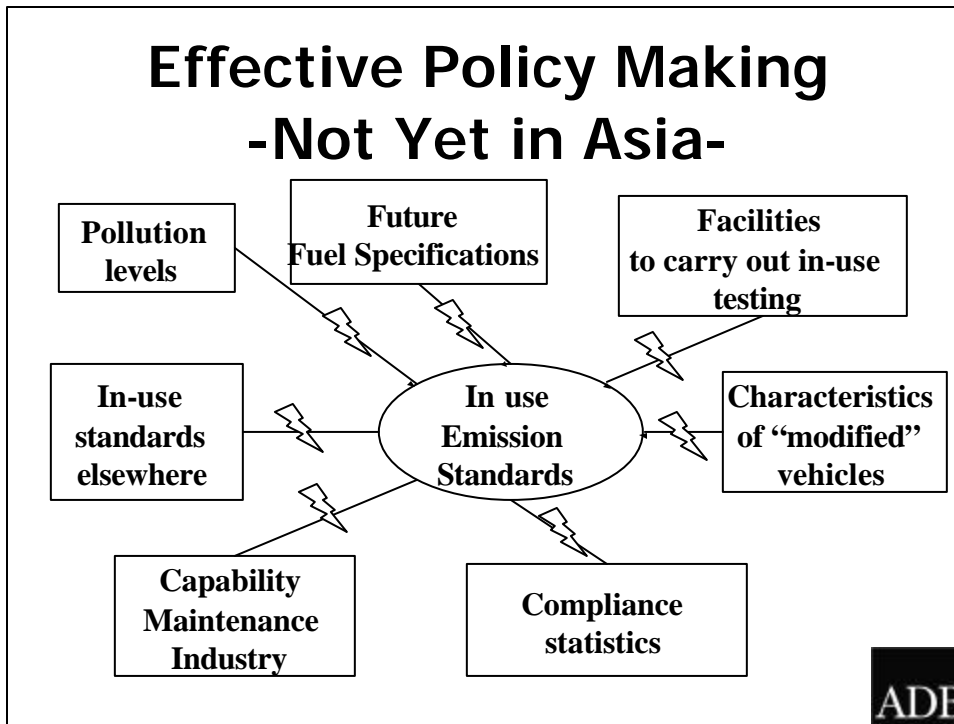 Effective Policy Making
-Not Yet in Asia-
Pollution
levels
Future
Fuel Specifications
Facilities
to carry out in-use
testing
In-use
standards
elsewhere
In use
Emission
Standards
Characteristics
of “modified”
vehicles
Capability
Maintenance
Industry
Compliance
statistics
ADB